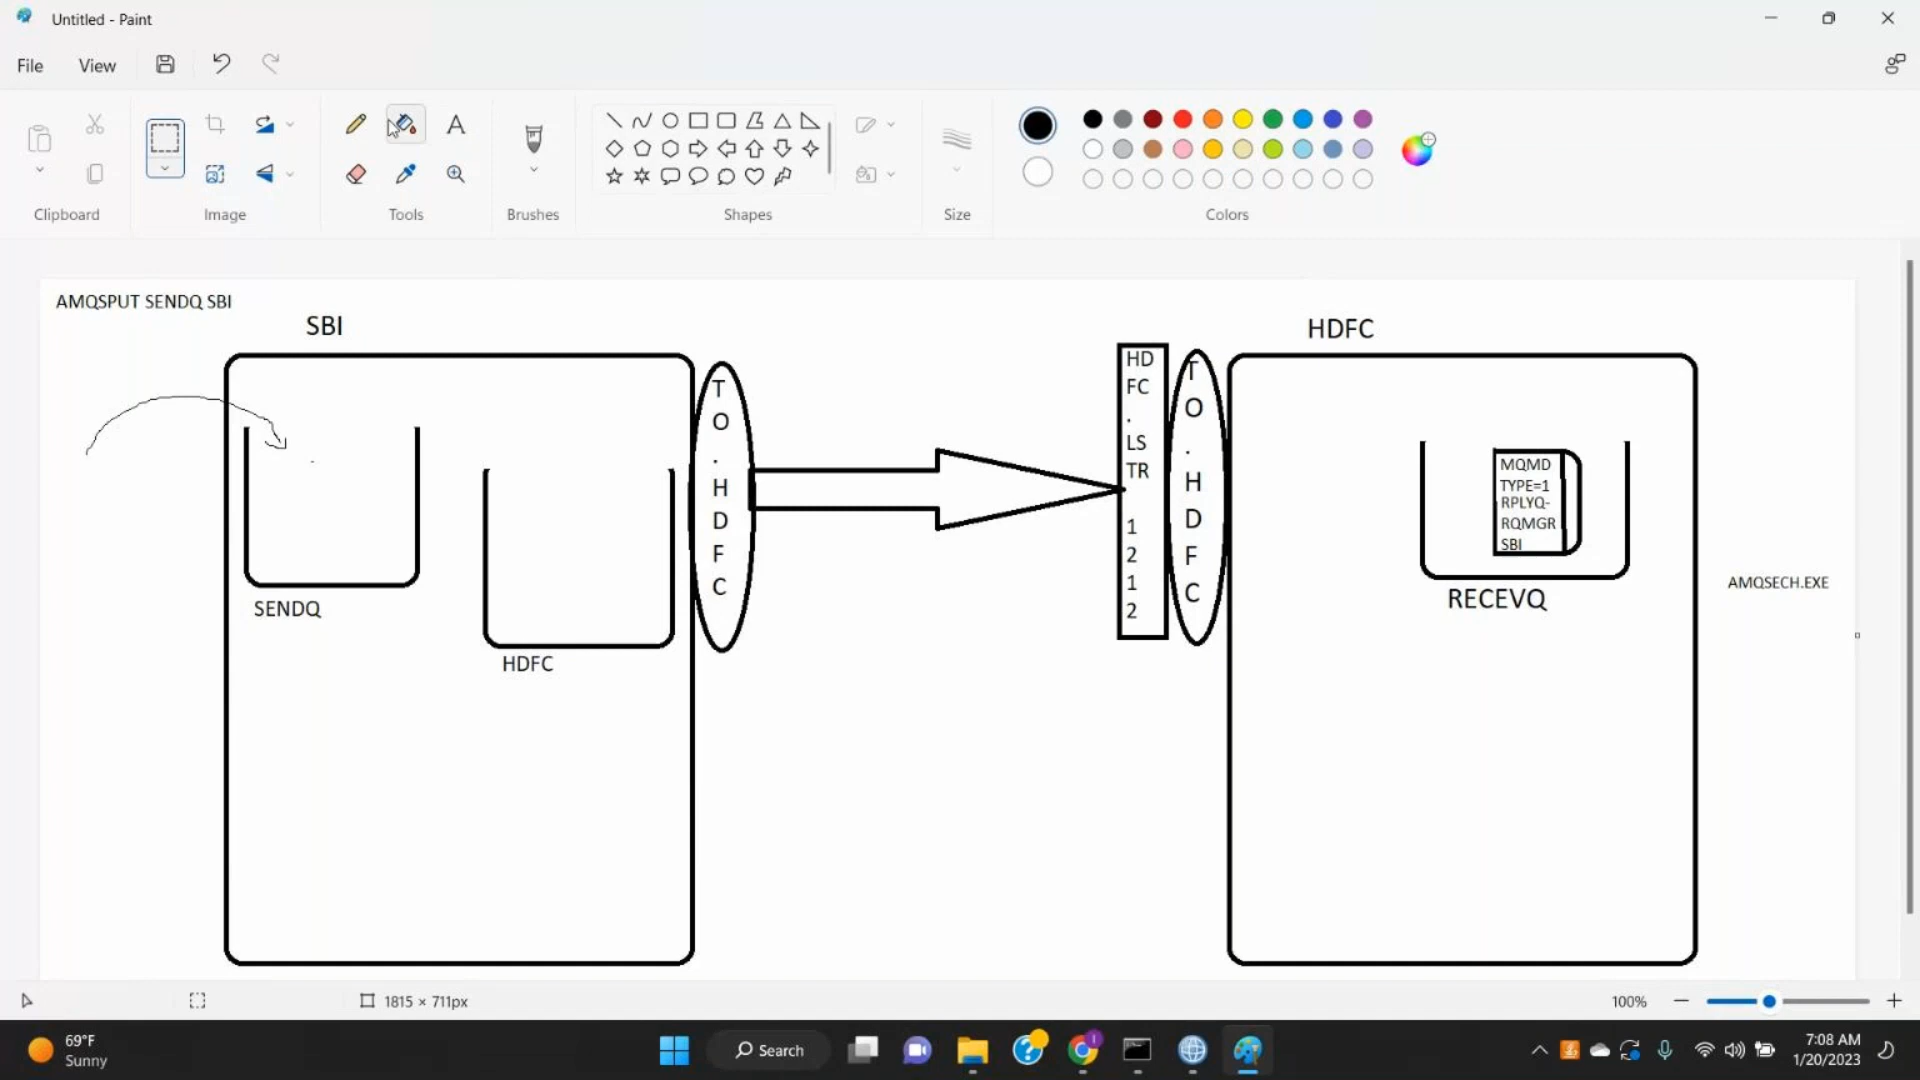 Untitled - Paint
File
View
Clipboard
Image
Tools
Brushes
Shapes
Size
Colors
AMQSPUT SENDQ SBI
SBI
HDFC
T
O
.
H
D
F
C
HD
FC
.
LS
TR
1
2
1
2
T
O
.
H
D
F
C
MQMD
TYPE=1
RPLYQ-
RQMGR
SBI
SENDQ
HDFC
RECEVQ
AMQSECH.EXE
1815 × 711px
100%
69°F
Sunny
Search
7:08 AM
1/20/2023